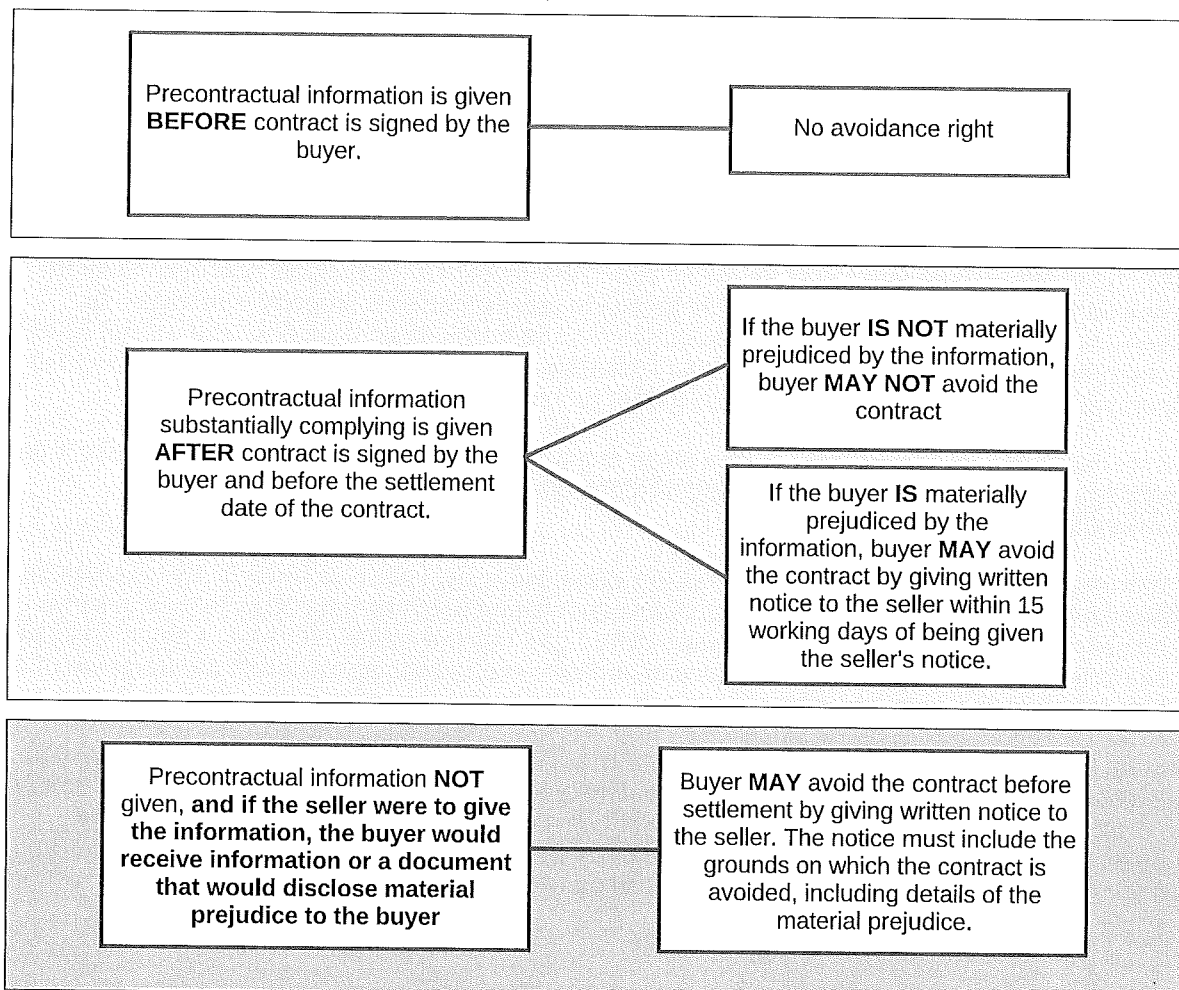 Precontractual information is given
BEFORE contract is signed by the
buyer.
No avoidance right
Precontractual information
substantially complying is given
AFTER contract is signed by the
buyer and before the settlement
date of the contract.
If the buyer IS NOT materially
prejudiced by the information,
buyer MAY NOT avoid the
contract
If the buyer IS materially
prejudiced by the
information, buyer MAY avoid
the contract by giving written
notice to the seller within 15
working days of being given
the seller's notice.
Precontractual information NOT
given, and if the seller were to give
the information, the buyer would
receive information or a document
that would disclose material
prejudice to the buyer
Buyer MAY avoid the contract before
settlement by giving written notice to
the seller. The notice must include the
grounds on which the contract is
avoided, including details of the
material prejudice.